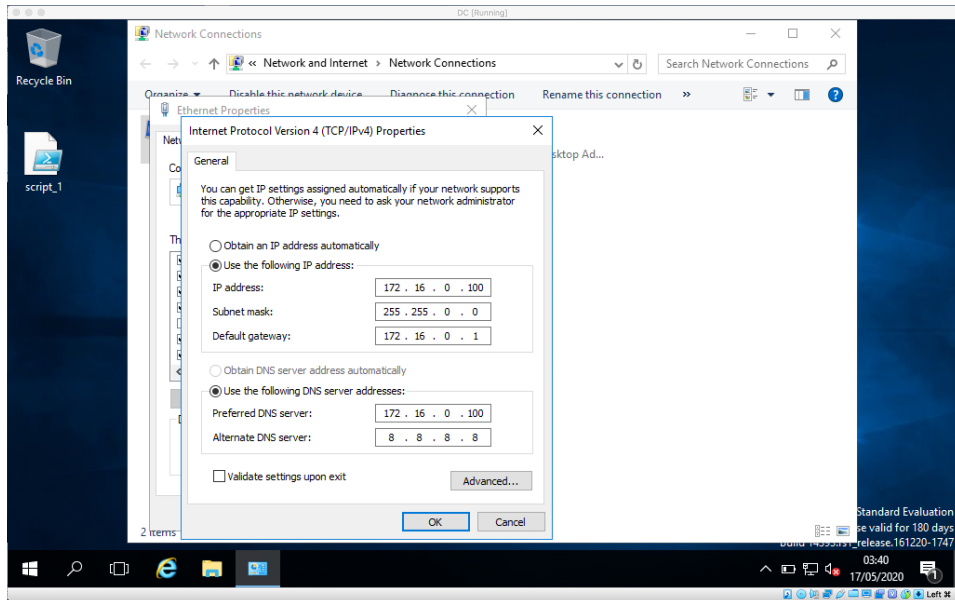 DC [Running]
Recycle Bin
script_1
Network Connections
« Network and Internet › Network Connections
Search Network Connections
Organize Disable this network device Diagnose this connection Rename this connection »
Ethernet Properties
Internet Protocol Version 4 (TCP/IPv4) Properties
sktop Ad...
General
You can get IP settings assigned automatically if your network supports
this capability. Otherwise, you need to ask your network administrator
for the appropriate IP settings.
Obtain an IP address automatically
Use the following IP address:
IP address: 172 . 16 . 0 . 100
Subnet mask: 255 . 255 . 0 . 0
Default gateway: 172 . 16 . 0 . 1
Obtain DNS server address automatically
Use the following DNS server addresses:
Preferred DNS server: 172 . 16 . 0 . 100
Alternate DNS server: 8 . 8 . 8 . 8
Validate settings upon exit
Advanced...
OK Cancel
2 items
Standard Evaluation
se valid for 180 days
Build 14393.rs1_release.161220-1747
03:40
17/05/2020
1
Left ⌘